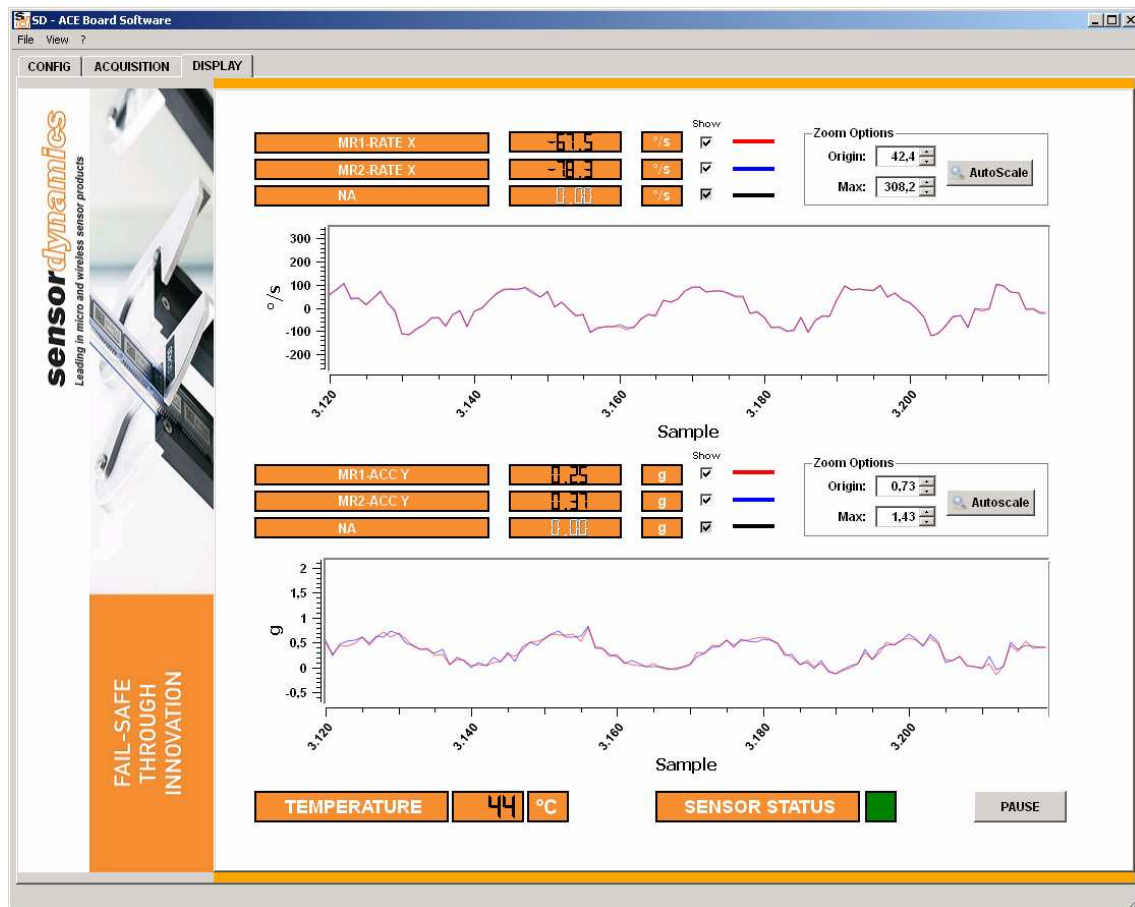 SD - ACE Board Software
File View ?
CONFIG ACQUISITION DISPLAY
sensordynamics
Leading in micro and wireless sensor products
FAIL-SAFE
THROUGH
INNOVATION
Show
MR1-RATE X -67.5 °/s
MR2-RATE X -78.3 °/s
NA 0.00 °/s
Zoom Options
Origin: 42,4
Max: 308,2
AutoScale
300
200
100
0
-100
-200
°/s
3.120 3.140 3.160 3.180 3.200
Sample
Show
MR1-ACC Y 0.25 g
MR2-ACC Y 0.37 g
NA 0.00 g
Zoom Options
Origin: 0,73
Max: 1,43
Autoscale
2
1,5
1
0,5
0
-0,5
g
3.120 3.140 3.160 3.180 3.200
Sample
TEMPERATURE 44 °C
SENSOR STATUS
PAUSE